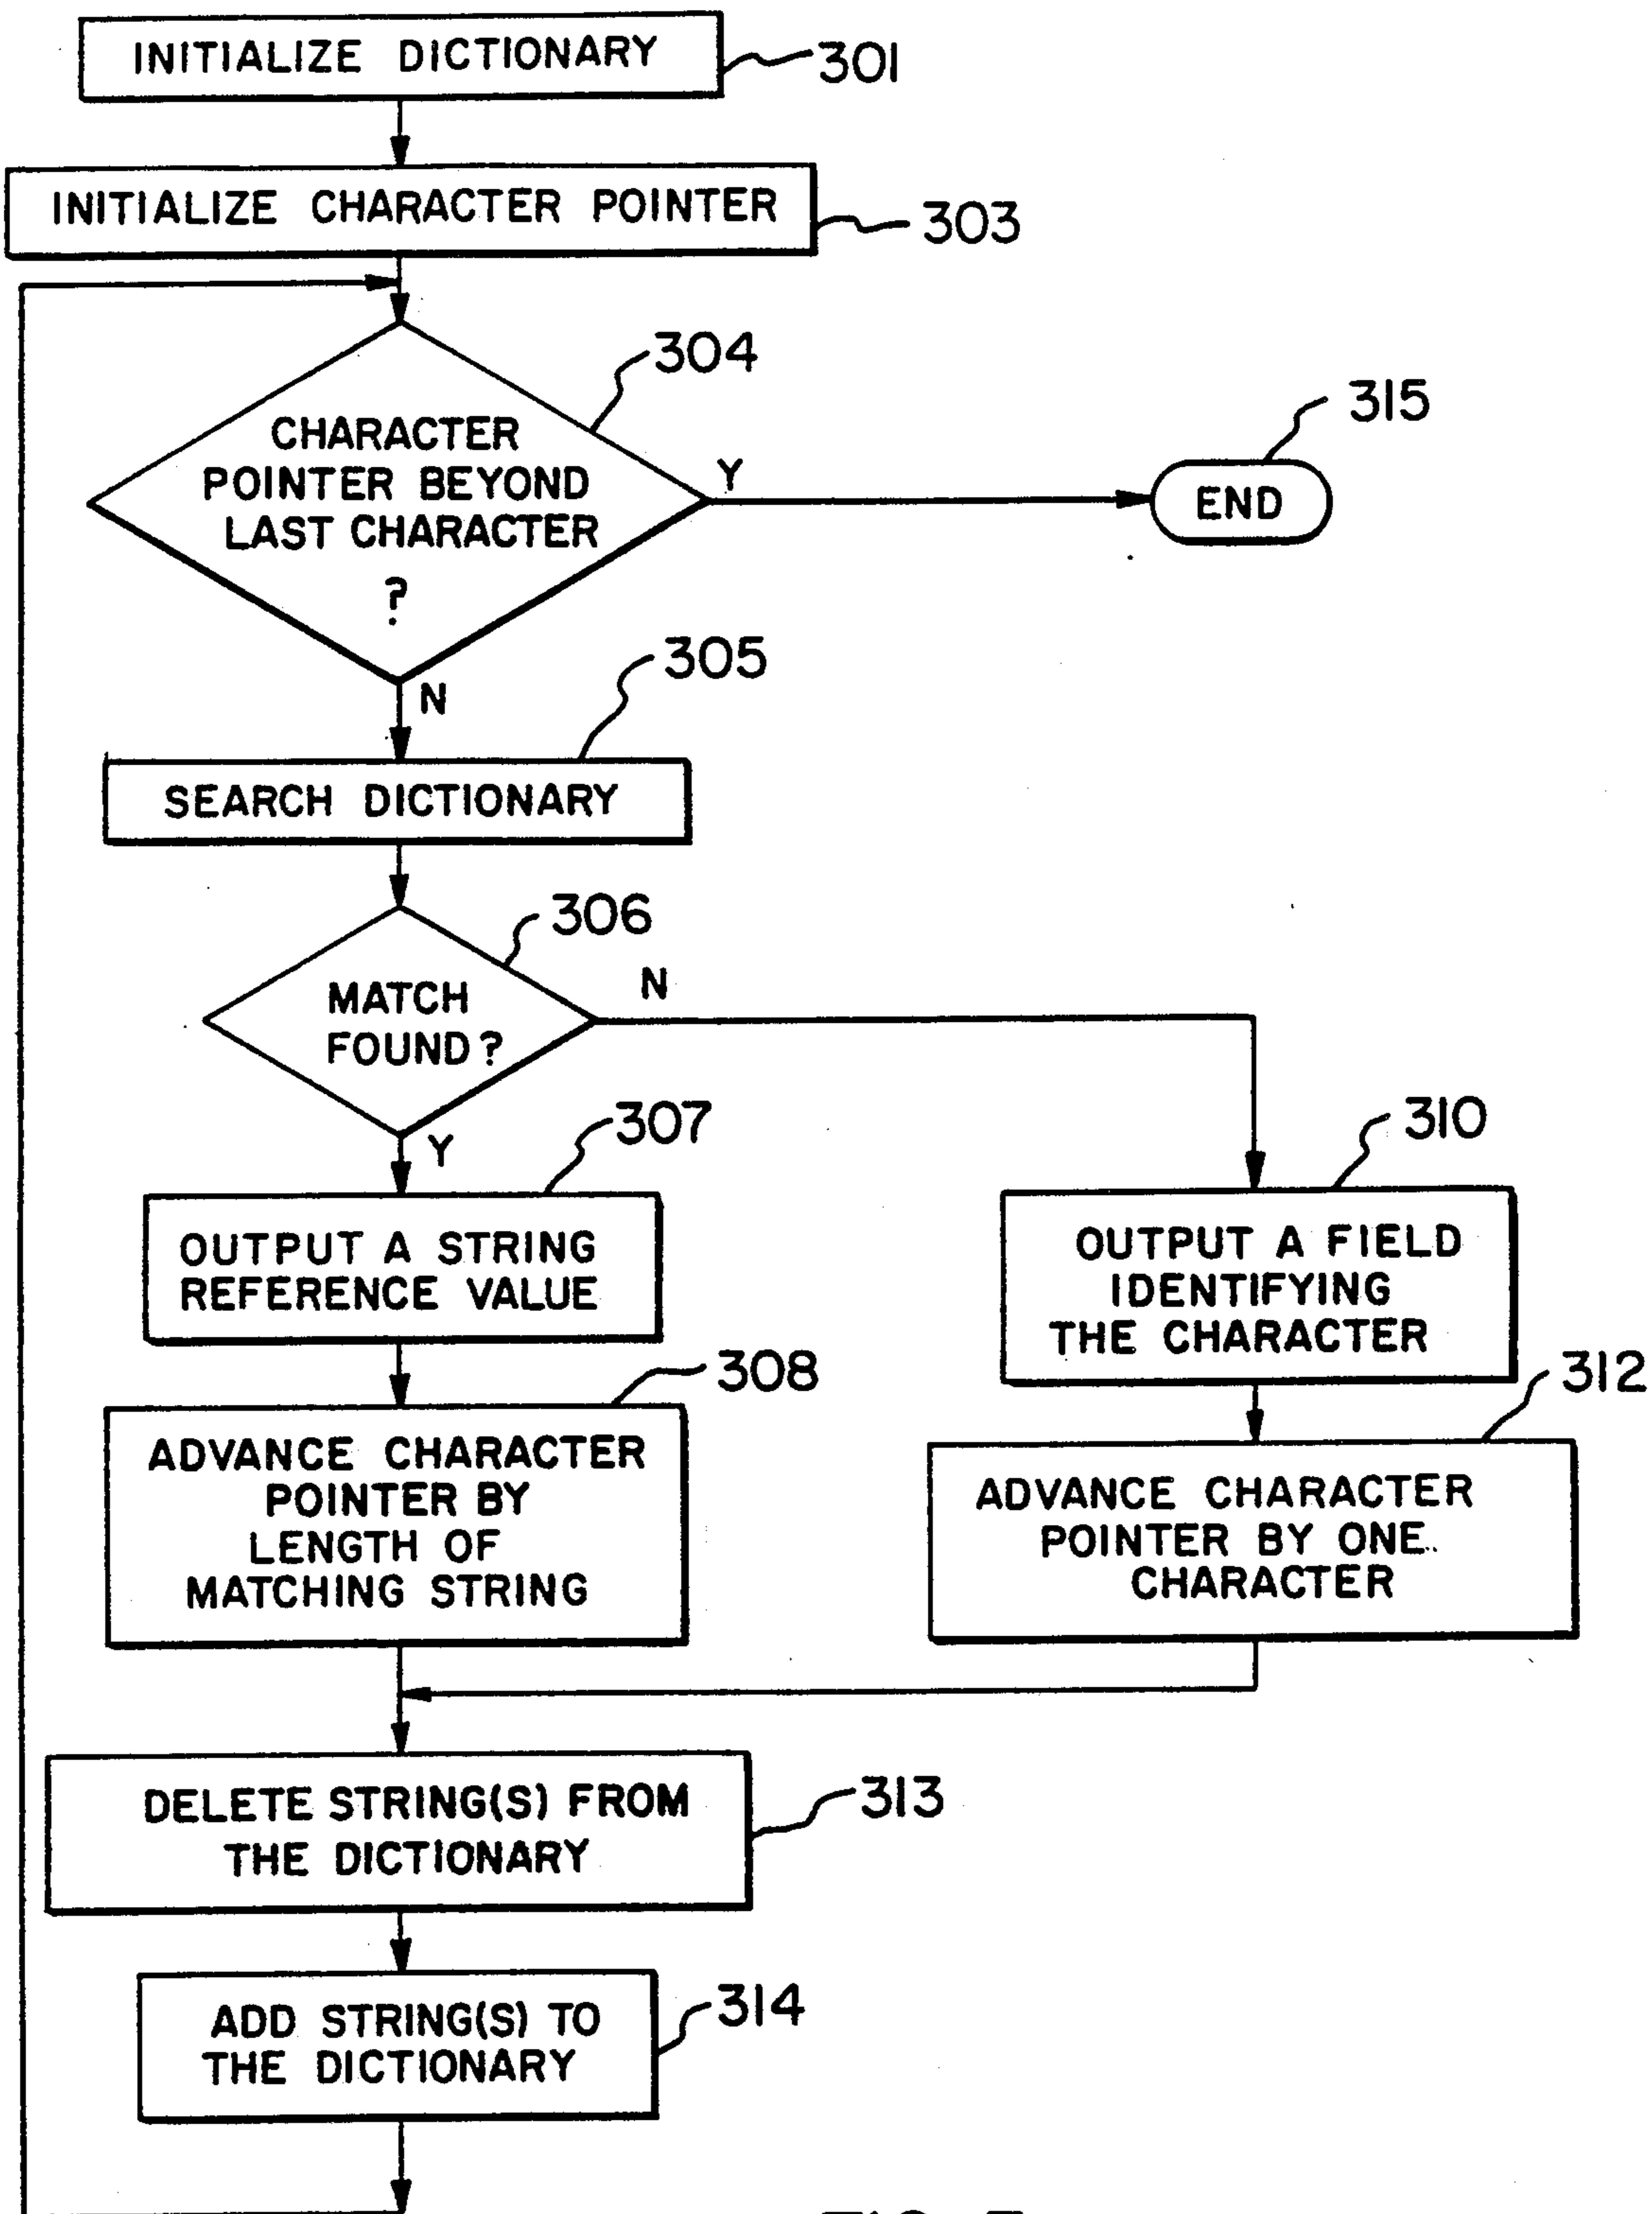 INITIALIZE DICTIONARY
301
INITIALIZE CHARACTER POINTER
303
304
CHARACTER
POINTER BEYOND
LAST CHARACTER
?
Y
315
END
N
305
SEARCH DICTIONARY
306
MATCH
FOUND?
N
Y
307
OUTPUT A STRING
REFERENCE VALUE
310
OUTPUT A FIELD
IDENTIFYING
THE CHARACTER
308
ADVANCE CHARACTER
POINTER BY
LENGTH OF
MATCHING STRING
312
ADVANCE CHARACTER
POINTER BY ONE
CHARACTER
DELETE STRING(S) FROM
THE DICTIONARY
313
ADD STRING(S) TO
THE DICTIONARY
314